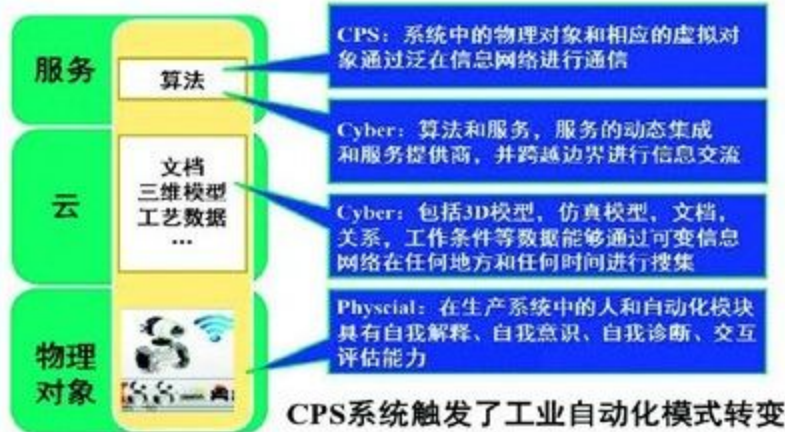 服务
算法
云
文档
三维模型
工艺数据
...
物理
对象
CPS：系统中的物理对象和相应的虚拟对
象通过泛在信息网络进行通信
Cyber：算法和服务，服务的动态集成
和服务提供商，并跨越边界进行信息交流
Cyber：包括3D模型，仿真模型，文档，
关系，工作条件等数据能够通过可变信息
网络在任何地方和任何时间进行搜集
Physcial：在生产系统中的人和自动化模块
具有自我解释、自我意识、自我诊断、交互
评估能力
CPS系统触发了工业自动化模式转变